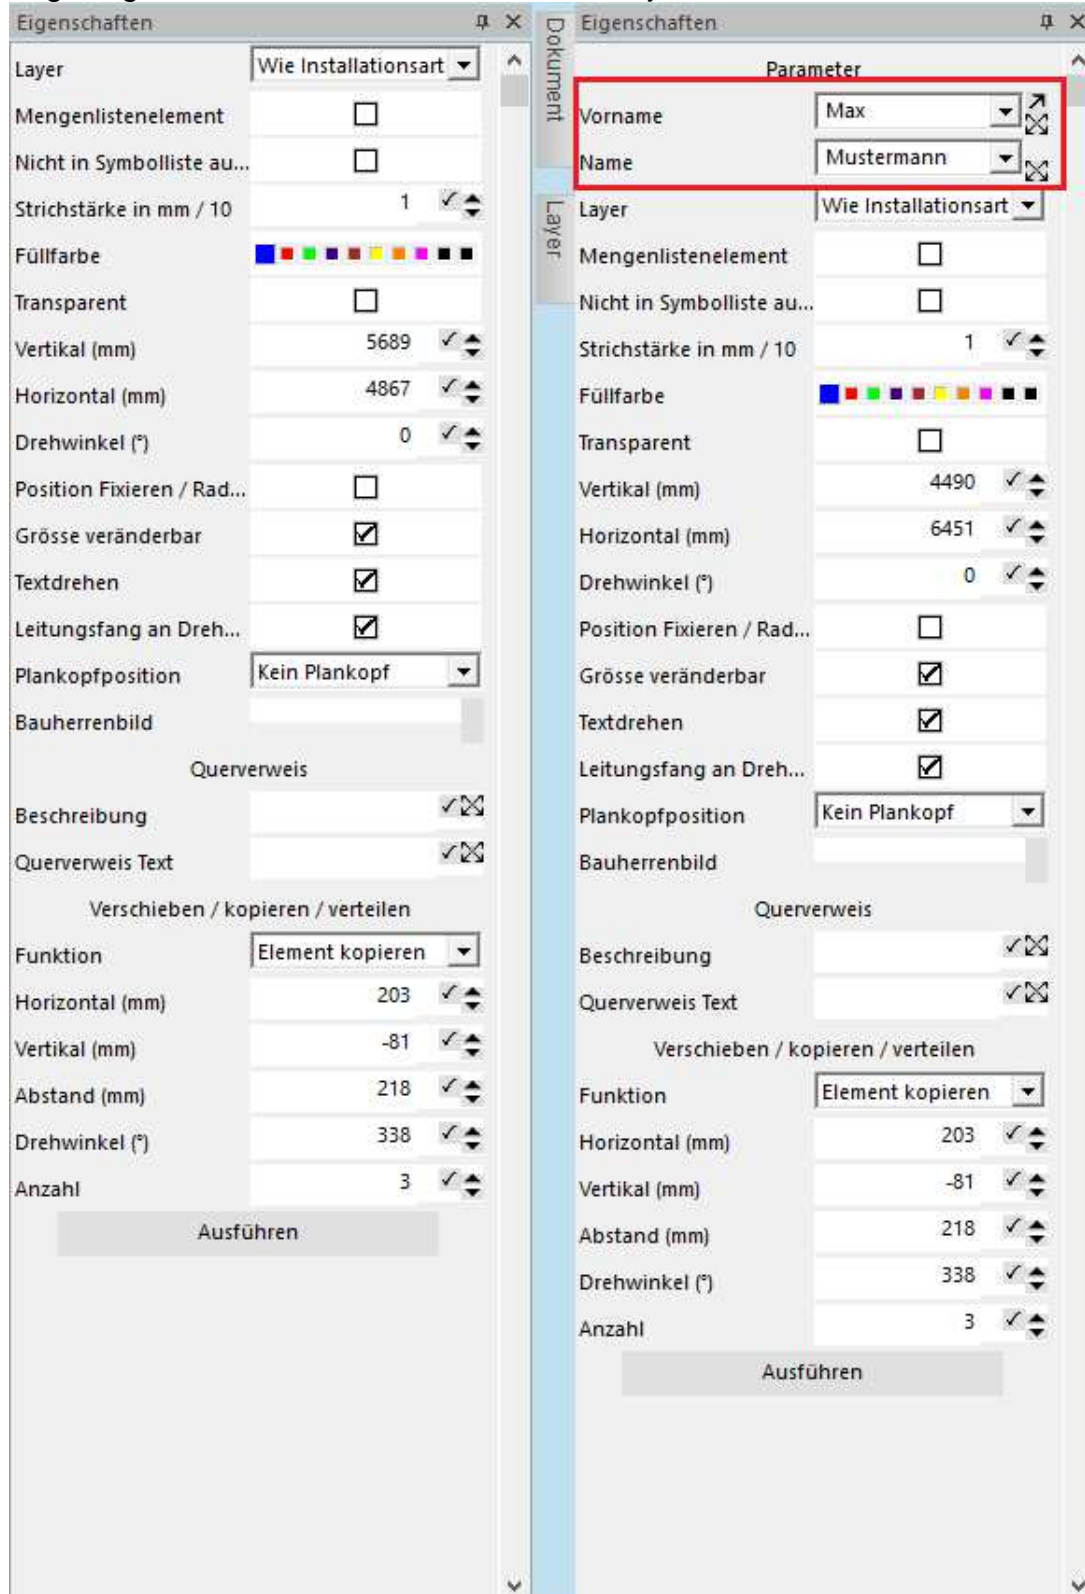 Eigenschaften
Layer Wie Installationsart
Mengenlistenelement
Nicht in Symbolliste au...
Strichstärke in mm / 10 1
Füllfarbe
Transparent
Vertikal (mm) 5689
Horizontal (mm) 4867
Drehwinkel (°) 0
Position Fixieren / Rad...
Grösse veränderbar
Textdrehen
Leitungsfang an Dreh...
Plankopfposition Kein Plankopf
Bauherrenbild
Querverweis
Beschreibung
Querverweis Text
Verschieben / kopieren / verteilen
Funktion Element kopieren
Horizontal (mm) 203
Vertikal (mm) -81
Abstand (mm) 218
Drehwinkel (°) 338
Anzahl 3
Ausführen
Dokument
Layer
Eigenschaften
Parameter
Vorname Max
Name Mustermann
Layer Wie Installationsart
Mengenlistenelement
Nicht in Symbolliste au...
Strichstärke in mm / 10 1
Füllfarbe
Transparent
Vertikal (mm) 4490
Horizontal (mm) 6451
Drehwinkel (°) 0
Position Fixieren / Rad...
Grösse veränderbar
Textdrehen
Leitungsfang an Dreh...
Plankopfposition Kein Plankopf
Bauherrenbild
Querverweis
Beschreibung
Querverweis Text
Verschieben / kopieren / verteilen
Funktion Element kopieren
Horizontal (mm) 203
Vertikal (mm) -81
Abstand (mm) 218
Drehwinkel (°) 338
Anzahl 3
Ausführen